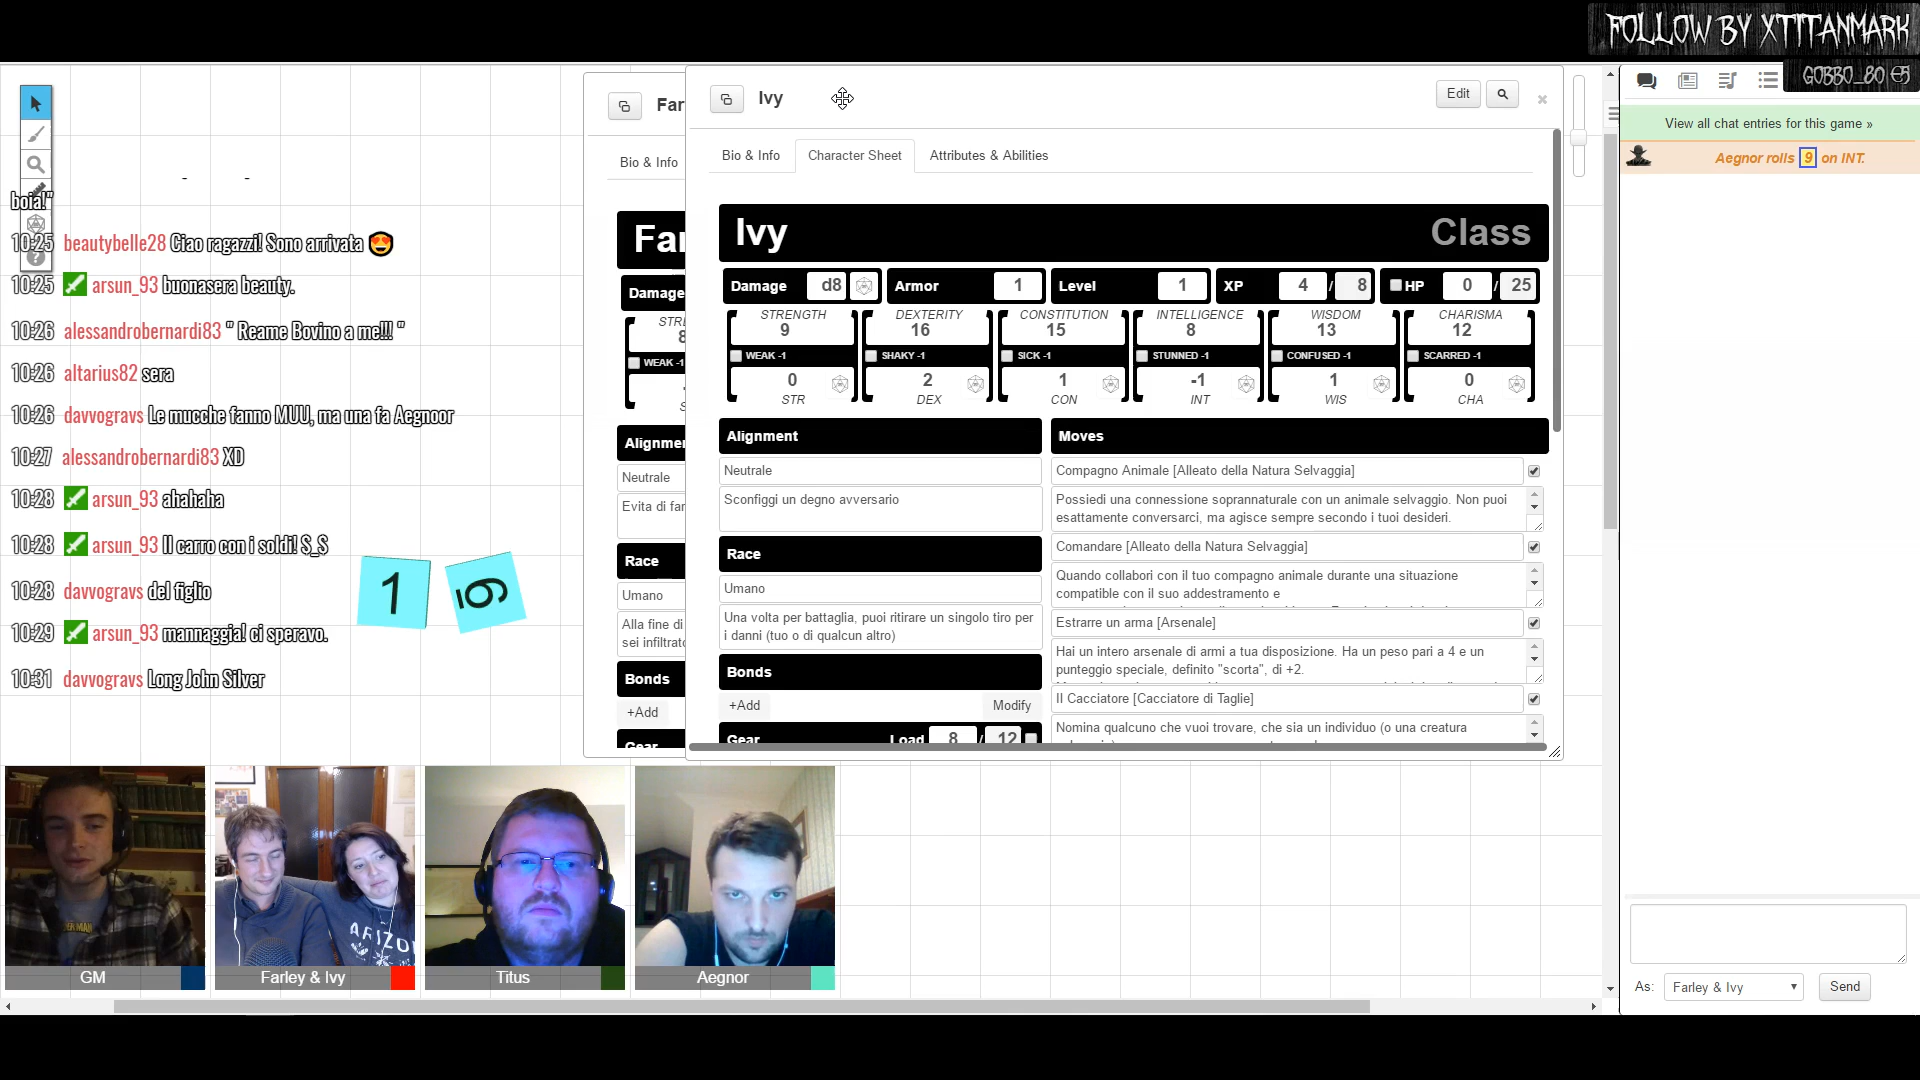 FOLLOW BY XTITANMARK
GOBBO_80
View all chat entries for this game »
Aegnor rolls 9 on INT.
As: Farley & Ivy
Send
boia!"
10:25 beautybelle28 Ciao ragazzi! Sono arrivata
10:25 arsun_93 buonasera beauty.
10:26 alessandrobernardi83 " Reame Bovino a me!!! "
10:26 altarius82 sera
10:26 davvogravs Le mucche fanno MUU, ma una fa Aegnoor
10:27 alessandrobernardi83 XD
10:28 arsun_93 ahahaha
10:28 arsun_93 Il carro con i soldi! $_$
10:28 davvogravs del figlio
10:29 arsun_93 mannaggia! ci speravo.
10:31 davvogravs Long John Silver
1 9
Far
Bio & Info
Far
Damage
STRE
8
WEAK -1
Alignme
Neutrale
Evita di far
Race
Umano
Alla fine di
sei infiltrato
Bonds
+Add
Gear
Ivy
Edit
Bio & Info Character Sheet Attributes & Abilities
Ivy Class
Damage d8 Armor 1 Level 1 XP 4 / 8 HP 0 / 25
STRENGTH DEXTERITY CONSTITUTION INTELLIGENCE WISDOM CHARISMA
9 16 15 8 13 12
WEAK -1 SHAKY -1 SICK -1 STUNNED -1 CONFUSED -1 SCARRED -1
0 2 1 -1 1 0
STR DEX CON INT WIS CHA
Alignment
Neutrale
Sconfiggi un degno avversario
Race
Umano
Una volta per battaglia, puoi ritirare un singolo tiro per
i danni (tuo o di qualcun altro)
Bonds
+Add Modify
Gear Load 8 / 12
Moves
Compagno Animale [Alleato della Natura Selvaggia]
Possiedi una connessione soprannaturale con un animale selvaggio. Non puoi
esattamente conversarci, ma agisce sempre secondo i tuoi desideri.
Comandare [Alleato della Natura Selvaggia]
Quando collabori con il tuo compagno animale durante una situazione
compatible con il suo addestramento e
Estrarre un arma [Arsenale]
Hai un intero arsenale di armi a tua disposizione. Ha un peso pari a 4 e un
punteggio speciale, definito "scorta", di +2.
Il Cacciatore [Cacciatore di Taglie]
Nomina qualcuno che vuoi trovare, che sia un individuo (o una creatura
GM
Farley & Ivy
Titus
Aegnor